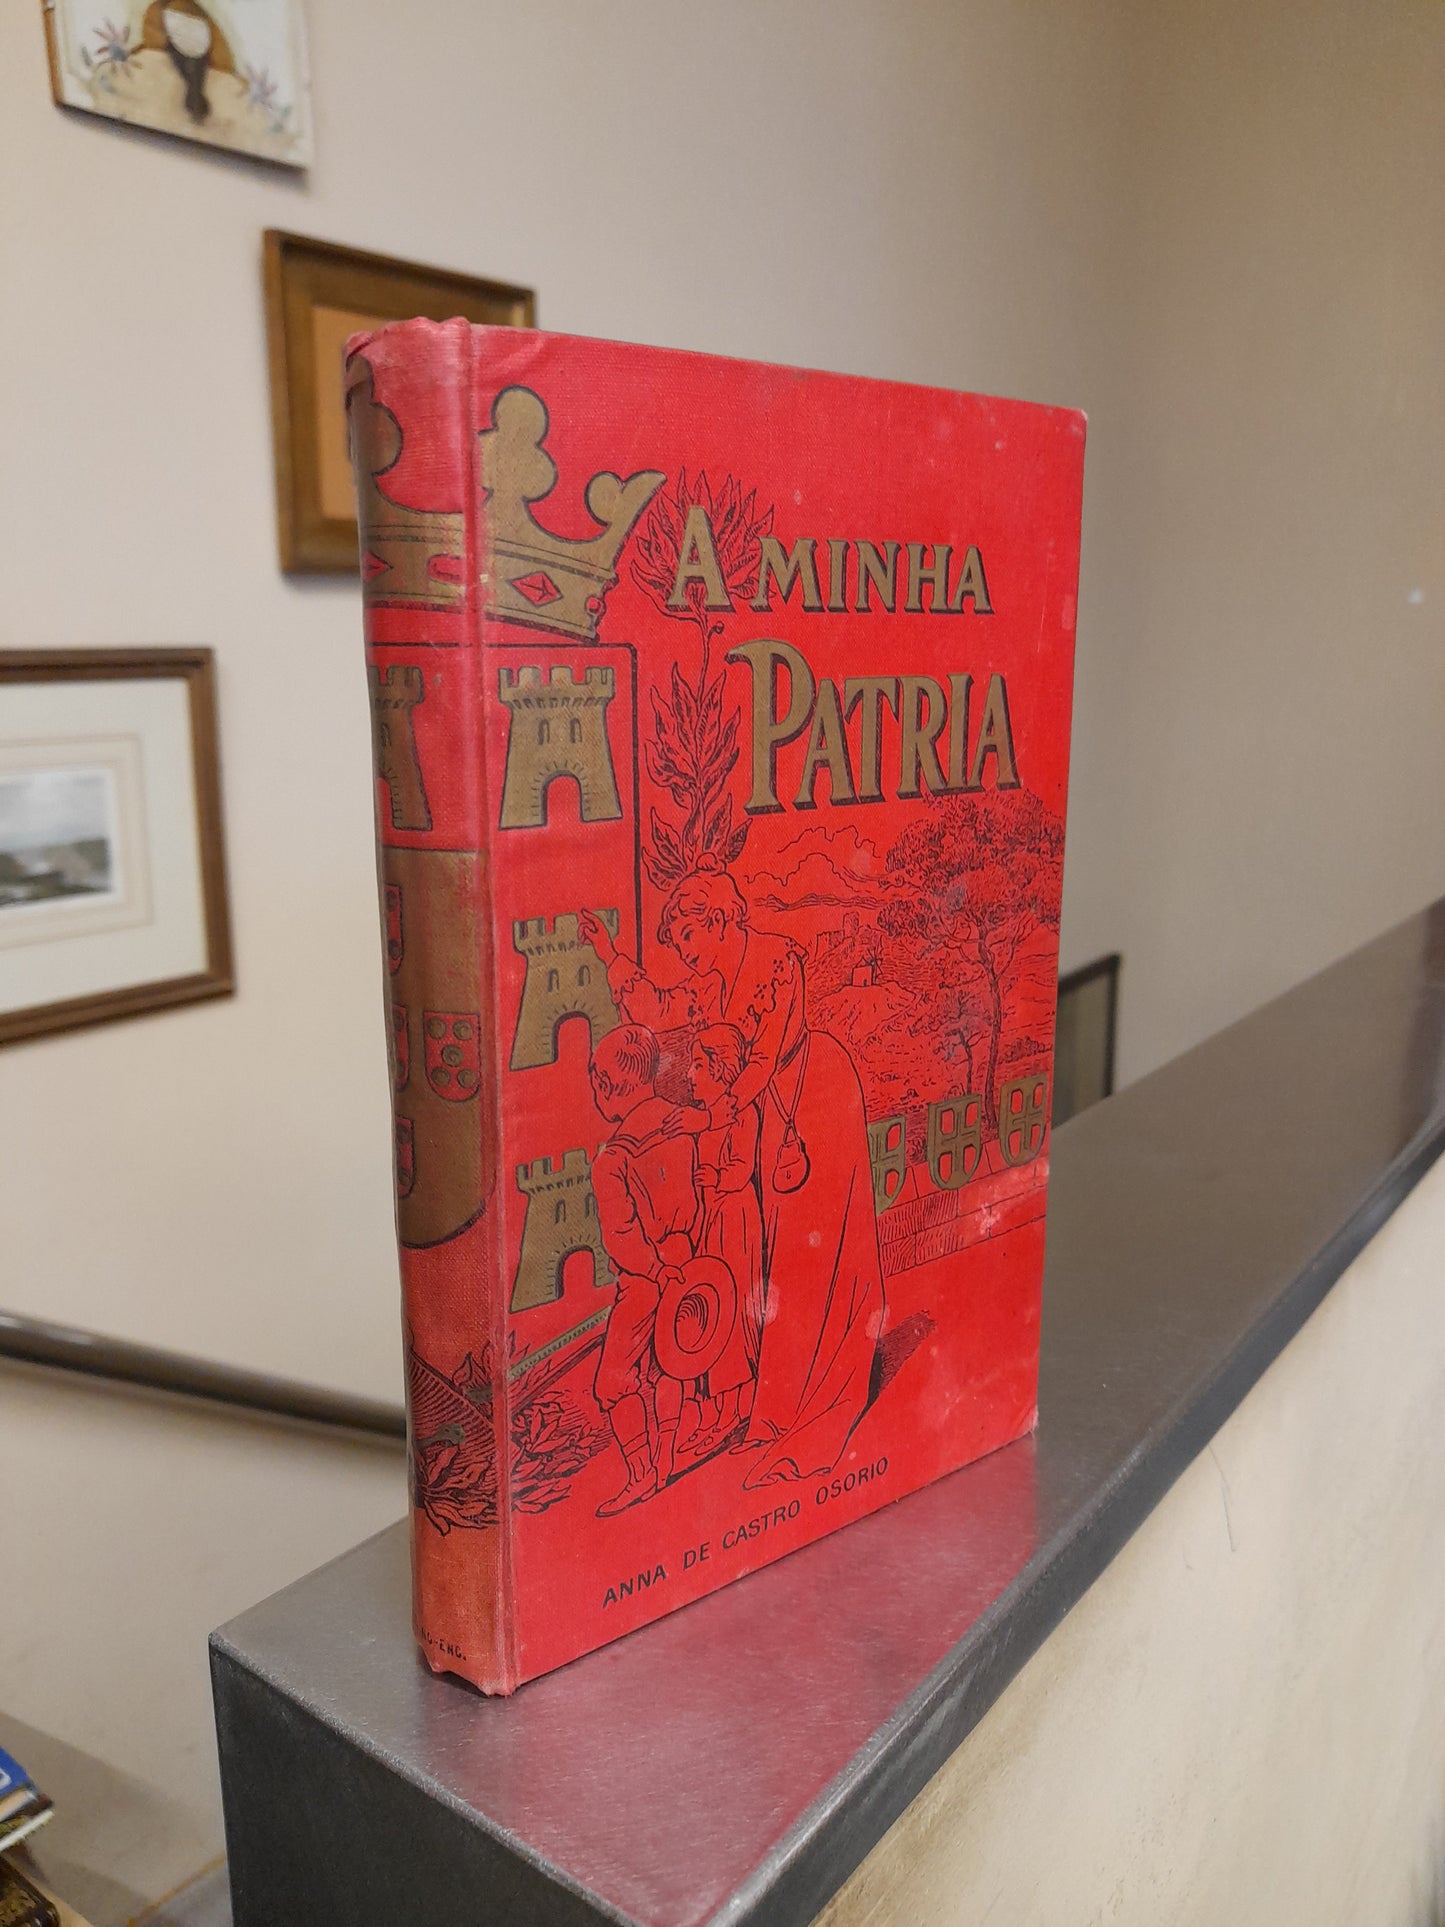 A MINHA
PATRIA
ANNA DE CASTRO OSORIO